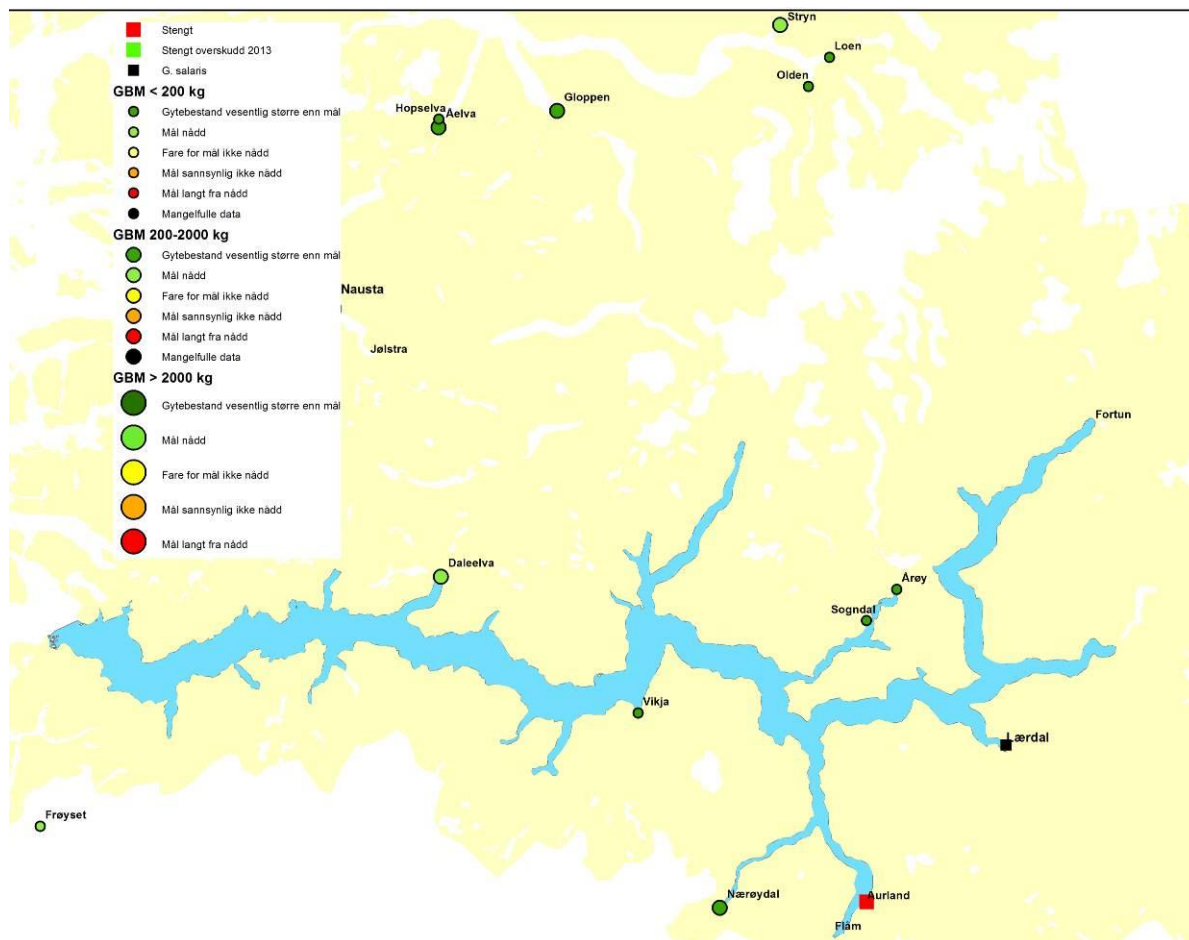 Stengt
Stengt overskudd 2013
G. salaris
GBM < 200 kg
Gytebestand vesentlig større enn mål
Mål nådd
Fare for mål ikke nådd
Mål sannsynlig ikke nådd
Mål langt fra nådd
Mangelfulle data
GBM 200-2000 kg
Gytebestand vesentlig større enn mål
Mål nådd
Fare for mål ikke nådd
Mål sannsynlig ikke nådd
Mål langt fra nådd
Mangelfulle data
GBM > 2000 kg
Gytebestand vesentlig større enn mål
Mål nådd
Fare for mål ikke nådd
Mål sannsynlig ikke nådd
Mål langt fra nådd
Stryn
Loen
Olden
Gloppen
Hopselva
Åelva
Nausta
Jølstra
Fortun
Daleelva
Årøy
Sogndal
Vikja
Lærdal
Frøyset
Nærøydal
Aurland
Flåm